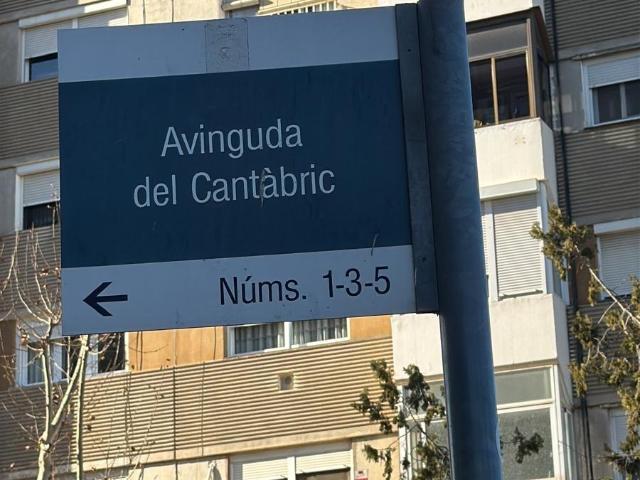 Avinguda
del Cantàbric
← Núms. 1-3-5